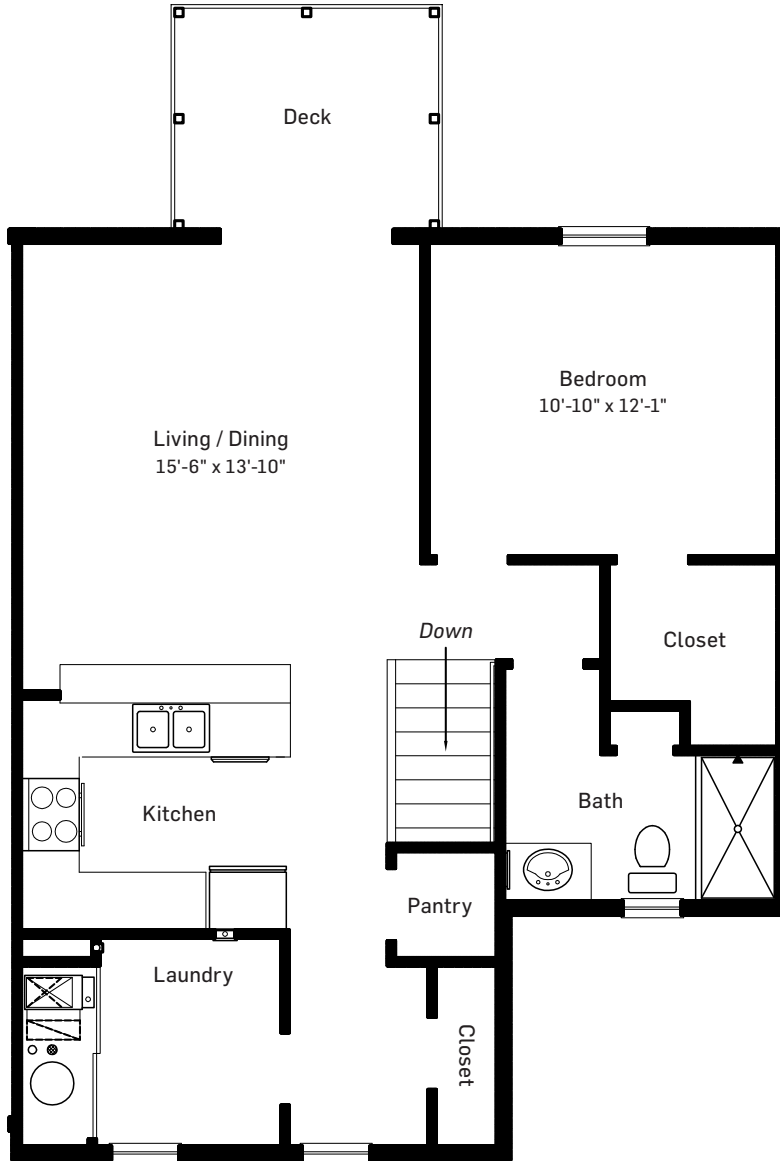 Deck
Bedroom
10'-10" x 12'-1"
Living / Dining
15'-6" x 13'-10"
Down
Closet
Kitchen
Bath
Pantry
Laundry
Closet